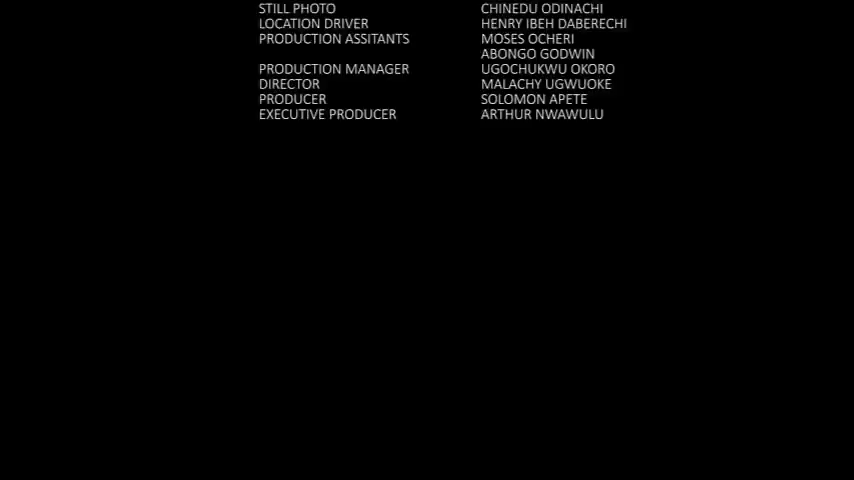 STILL PHOTO CHINEDU ODINACHI
LOCATION DRIVER HENRY IBEH DABERECHI
PRODUCTION ASSITANTS MOSES OCHERI
ABONGO GODWIN
PRODUCTION MANAGER UGOCHUKWU OKORO
DIRECTOR MALACHY UGWUOKE
PRODUCER SOLOMON APETE
EXECUTIVE PRODUCER ARTHUR NWAWULU